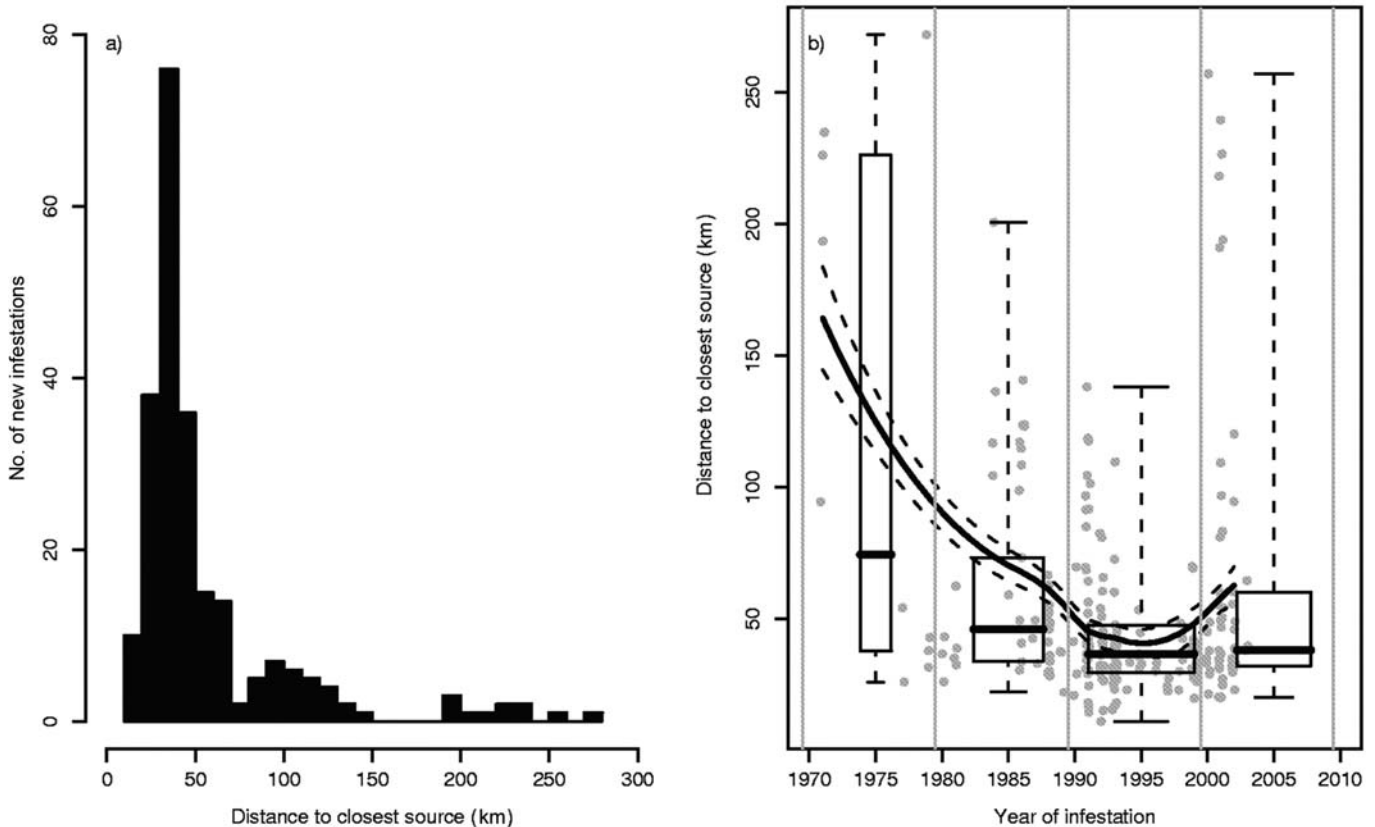 a)
80
60
40
20
0
No. of new infestations
0 50 100 150 200 250 300
Distance to closest source (km)
b)
250
200
150
100
50
Distance to closest source (km)
1970 1975 1980 1985 1990 1995 2000 2005 2010
Year of infestation